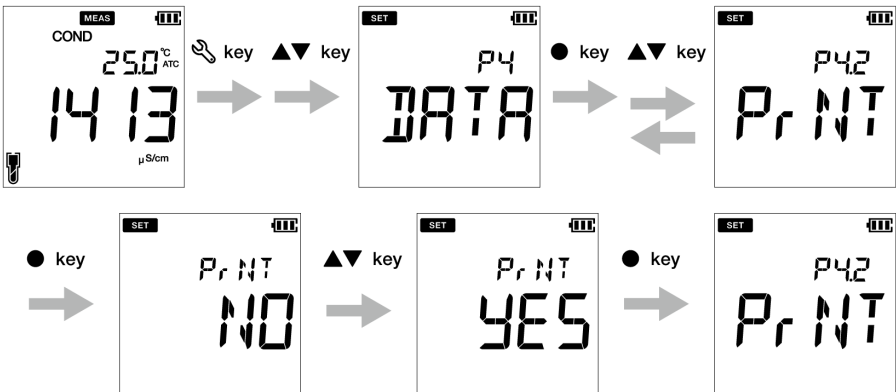 MEAS
COND
25.0 °C
ATC
1413
µS/cm
key
▲▼ key
SET
P4
DATA
● key
▲▼ key
SET
P4.2
PrNT
● key
SET
PrNT
NO
▲▼ key
SET
PrNT
YES
● key
SET
P4.2
PrNT